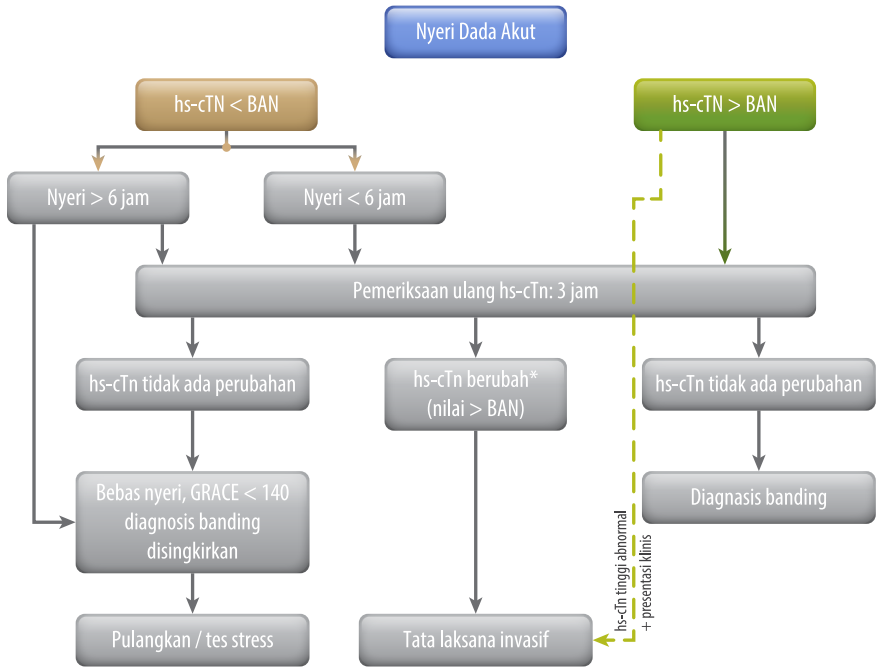 Nyeri Dada Akut
hs-cTN < BAN
hs-cTN > BAN
Nyeri > 6 jam
Nyeri < 6 jam
Pemeriksaan ulang hs-cTn: 3 jam
hs-cTn tidak ada perubahan
hs-cTn berubah*
(nilai > BAN)
hs-cTn tidak ada perubahan
Bebas nyeri, GRACE < 140
diagnosis banding
disingkirkan
Diagnasis banding
hs-cTn tinggi abnormal
+ presentasi klinis
Pulangkan / tes stress
Tata laksana invasif